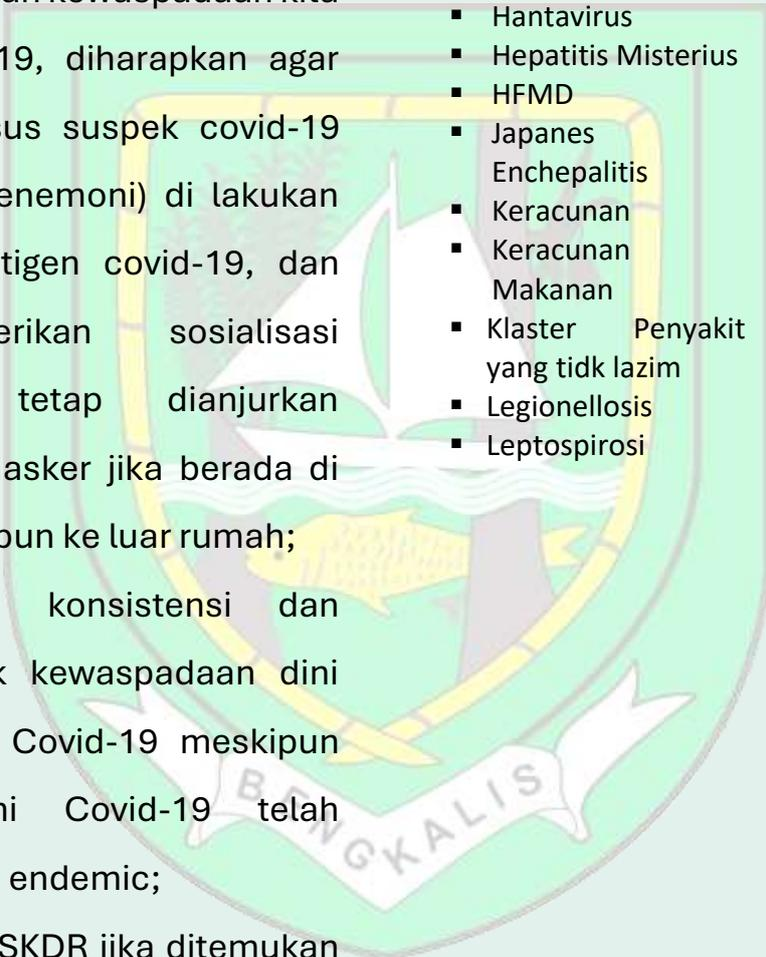 an kewaspadaan kita
19, diharapkan agar
sus suspek covid-19
enemoni) di lakukan
tigen covid-19, dan
erikan sosialisasi
tetap dianjurkan
asker jika berada di
pun ke luar rumah;
konsistensi dan
k kewaspadaan dini
Covid-19 meskipun
ni Covid-19 telah
endemic;
SKDR jika ditemukan
▪ Hantavirus
▪ Hepatitis Misterius
▪ HFMD
▪ Japanes
Enchepalitis
▪ Keracunan
▪ Keracunan
Makanan
▪ Klaster Penyakit
yang tidk lazim
▪ Legionellosis
▪ Leptospirosi
BENGKALIS